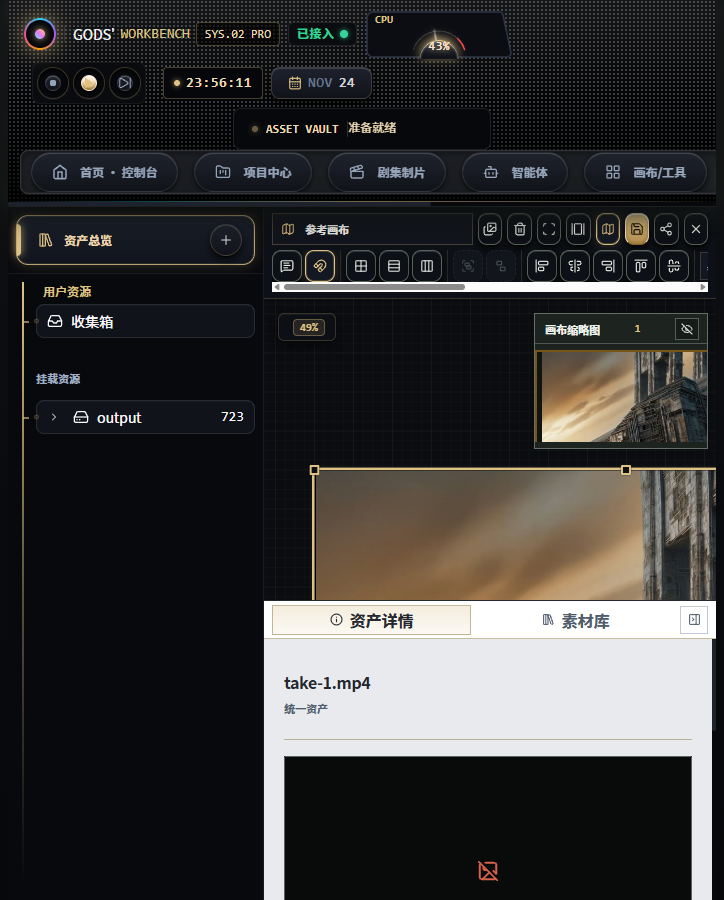 GODS' WORKBENCH SYS.02 PRO 已接入 CPU 43%
23:56:11 NOV 24
ASSET VAULT 准备就绪
首页 • 控制台 项目中心 剧集制片 智能体 画布/工具
资产总览
参考画布
用户资源
收集箱
49%
画布缩略图 1
挂载资源
output 723
资产详情 素材库
take-1.mp4
统一资产